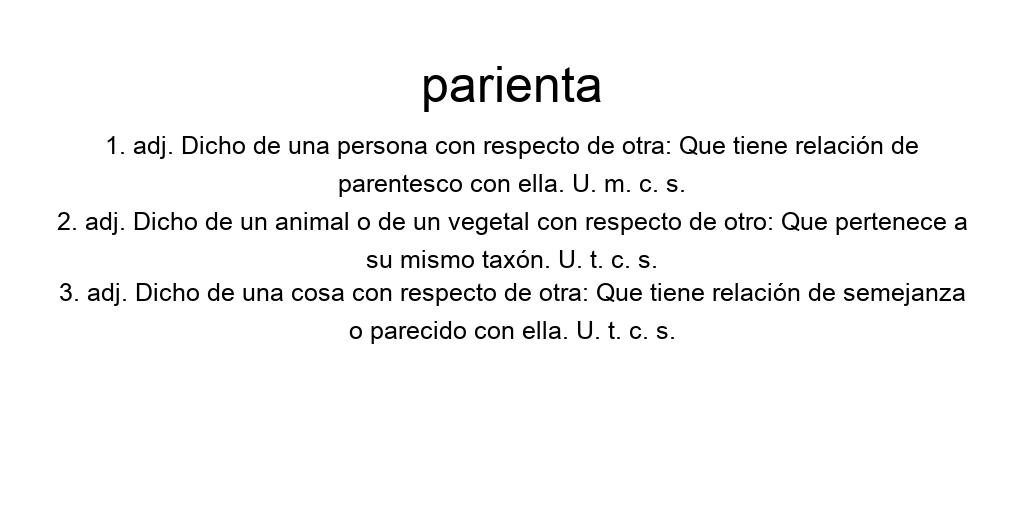 parienta
1. adj. Dicho de una persona con respecto de otra: Que tiene relación de
parentesco con ella. U. m. c. s.
2. adj. Dicho de un animal o de un vegetal con respecto de otro: Que pertenece a
su mismo taxón. U. t. c. s.
3. adj. Dicho de una cosa con respecto de otra: Que tiene relación de semejanza
o parecido con ella. U. t. c. s.